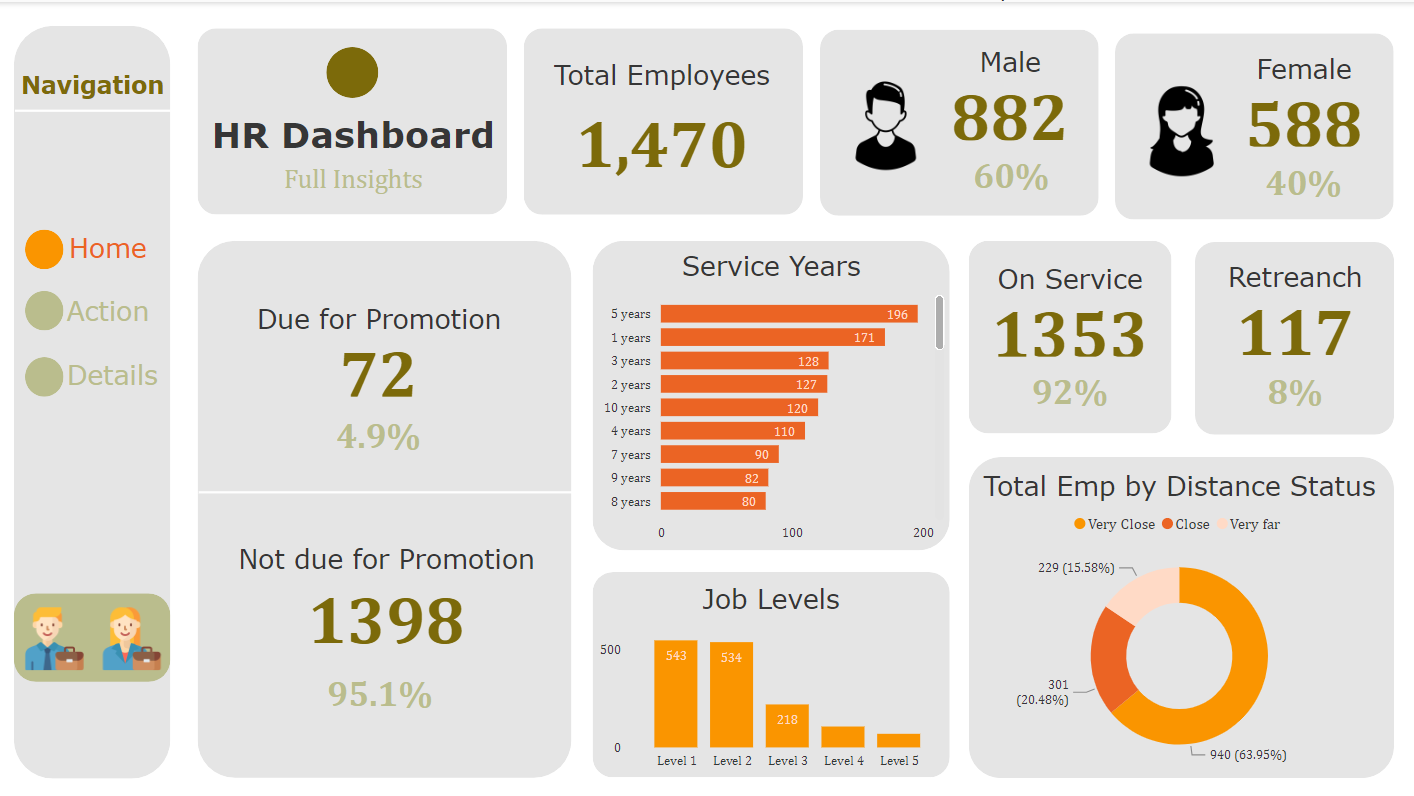 Navigation
Home
Action
Details
HR Dashboard
Full Insights
Total Employees
1,470
Male
882
60%
Female
588
40%
Due for Promotion
72
4.9%
Not due for Promotion
1398
95.1%
Service Years
5 years 196
1 years 171
3 years 128
2 years 127
10 years 120
4 years 110
7 years 90
9 years 82
8 years 80
0 100 200
Job Levels
500
0
543 534 218
Level 1 Level 2 Level 3 Level 4 Level 5
On Service
1353
92%
Retreanch
117
8%
Total Emp by Distance Status
Very Close Close Very far
229 (15.58%)
301
(20.48%)
940 (63.95%)